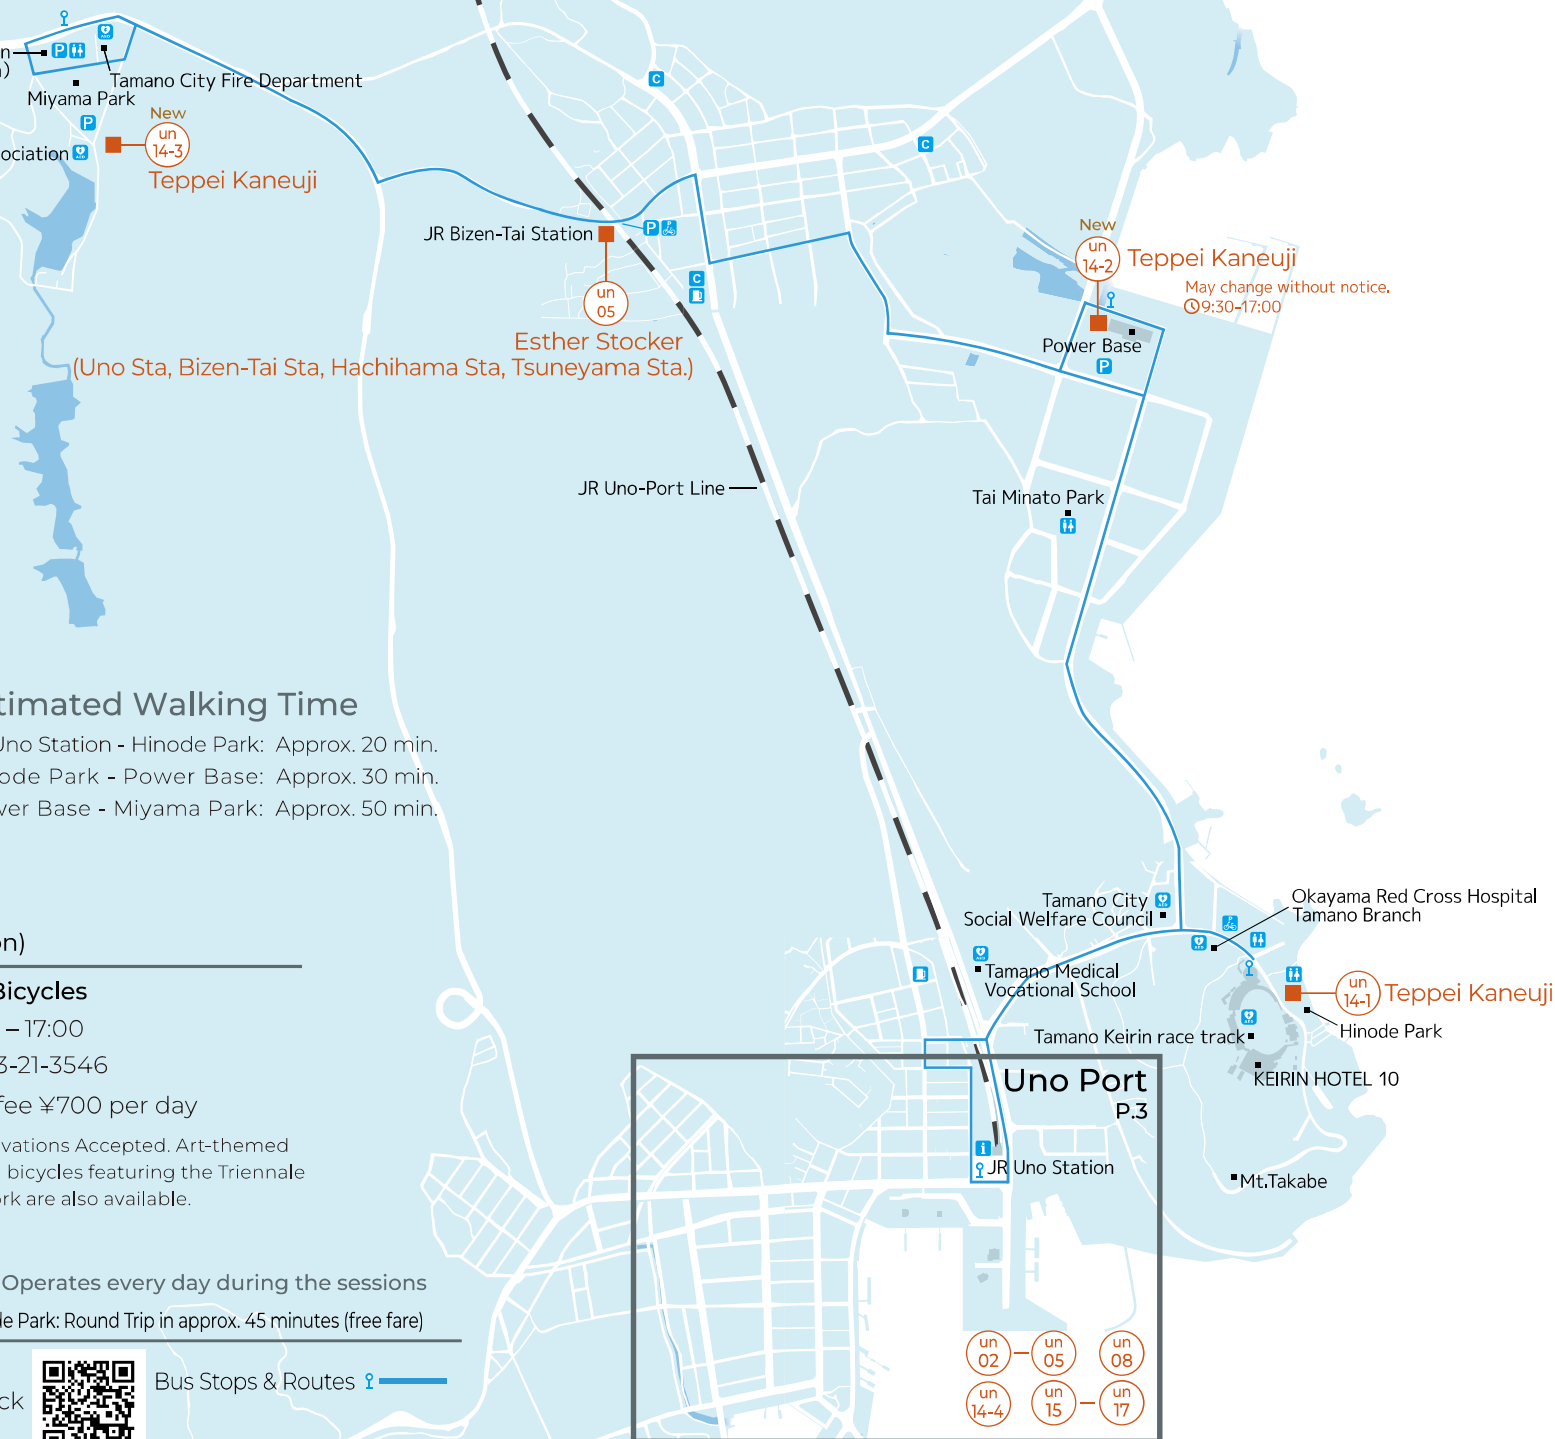 n
)
Tamano City Fire Department
Miyama Park
New
un
14-3
Teppei Kaneuji
ociation
C
C
JR Bizen-Tai Station
P
C
un
05
Esther Stocker
(Uno Sta, Bizen-Tai Sta, Hachihama Sta, Tsuneyama Sta.)
New
un
14-2
Teppei Kaneuji
May change without notice.
9:30-17:00
Power Base
P
JR Uno-Port Line
Tai Minato Park
timated Walking Time
Uno Station - Hinode Park: Approx. 20 min.
ode Park - Power Base: Approx. 30 min.
wer Base - Miyama Park: Approx. 50 min.
Tamano City
Social Welfare Council
Okayama Red Cross Hospital
Tamano Branch
Tamano Medical
Vocational School
un
14-1
Teppei Kaneuji
Hinode Park
Tamano Keirin race track
KEIRIN HOTEL 10
Mt.Takabe
on)
Bicycles
– 17:00
3-21-3546
fee ¥700 per day
vations Accepted. Art-themed
bicycles featuring the Triennale
rk are also available.
Operates every day during the sessions
de Park: Round Trip in approx. 45 minutes (free fare)
ck
Bus Stops & Routes
Uno Port
P.3
i
JR Uno Station
un
02
un
05
un
08
un
14-4
un
15
un
17